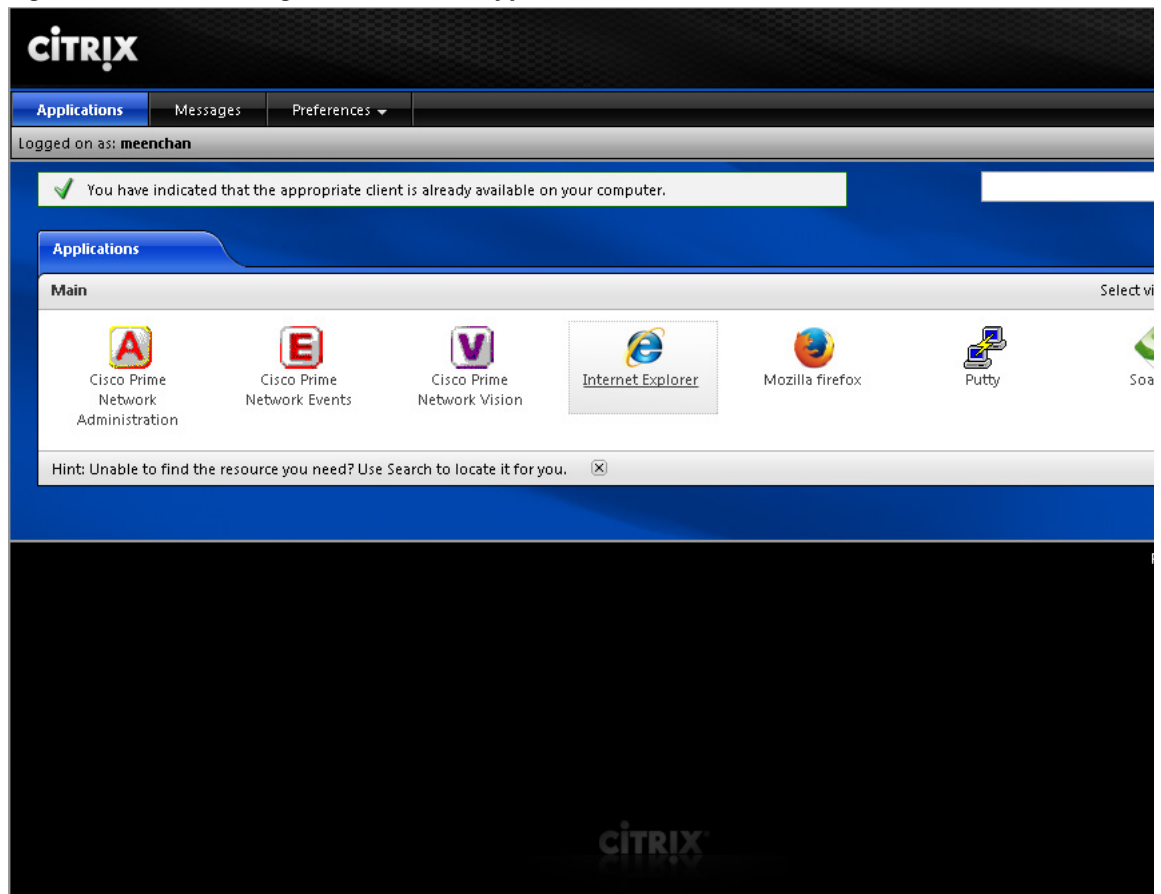 CITRIX
Applications Messages Preferences
Logged on as: meenchan
You have indicated that the appropriate client is already available on your computer.
Applications
Main
Select
A
E
V
Cisco Prime
Network
Administration
Cisco Prime
Network Events
Cisco Prime
Network Vision
Internet Explorer
Mozilla firefox
Putty
Hint: Unable to find the resource you need? Use Search to locate it for you.
CITRIX